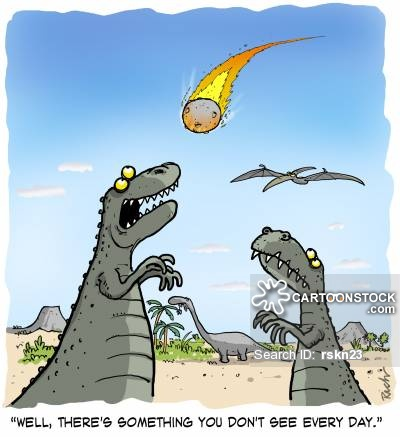 CARTOONSTOCK
.com
Search ID: rskn23
"WELL, THERE'S SOMETHING YOU DON'T SEE EVERY DAY."